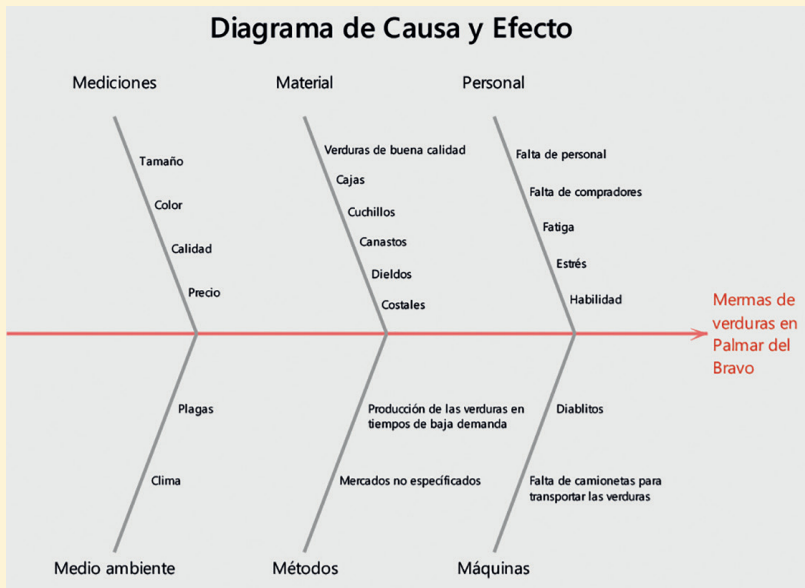 Diagrama de Causa y Efecto
Mediciones
Material
Personal
Tamaño
Color
Calidad
Precio
Verduras de buena calidad
Cajas
Cuchillos
Canastos
Dieldos
Costales
Falta de personal
Falta de compradores
Fatiga
Estrés
Habilidad
Mermas de
verduras en
Palmar del
Bravo
Plagas
Clima
Producción de las verduras en
tiempos de baja demanda
Mercados no específicados
Diablitos
Falta de camionetas para
transportar las verduras
Medio ambiente
Métodos
Máquinas